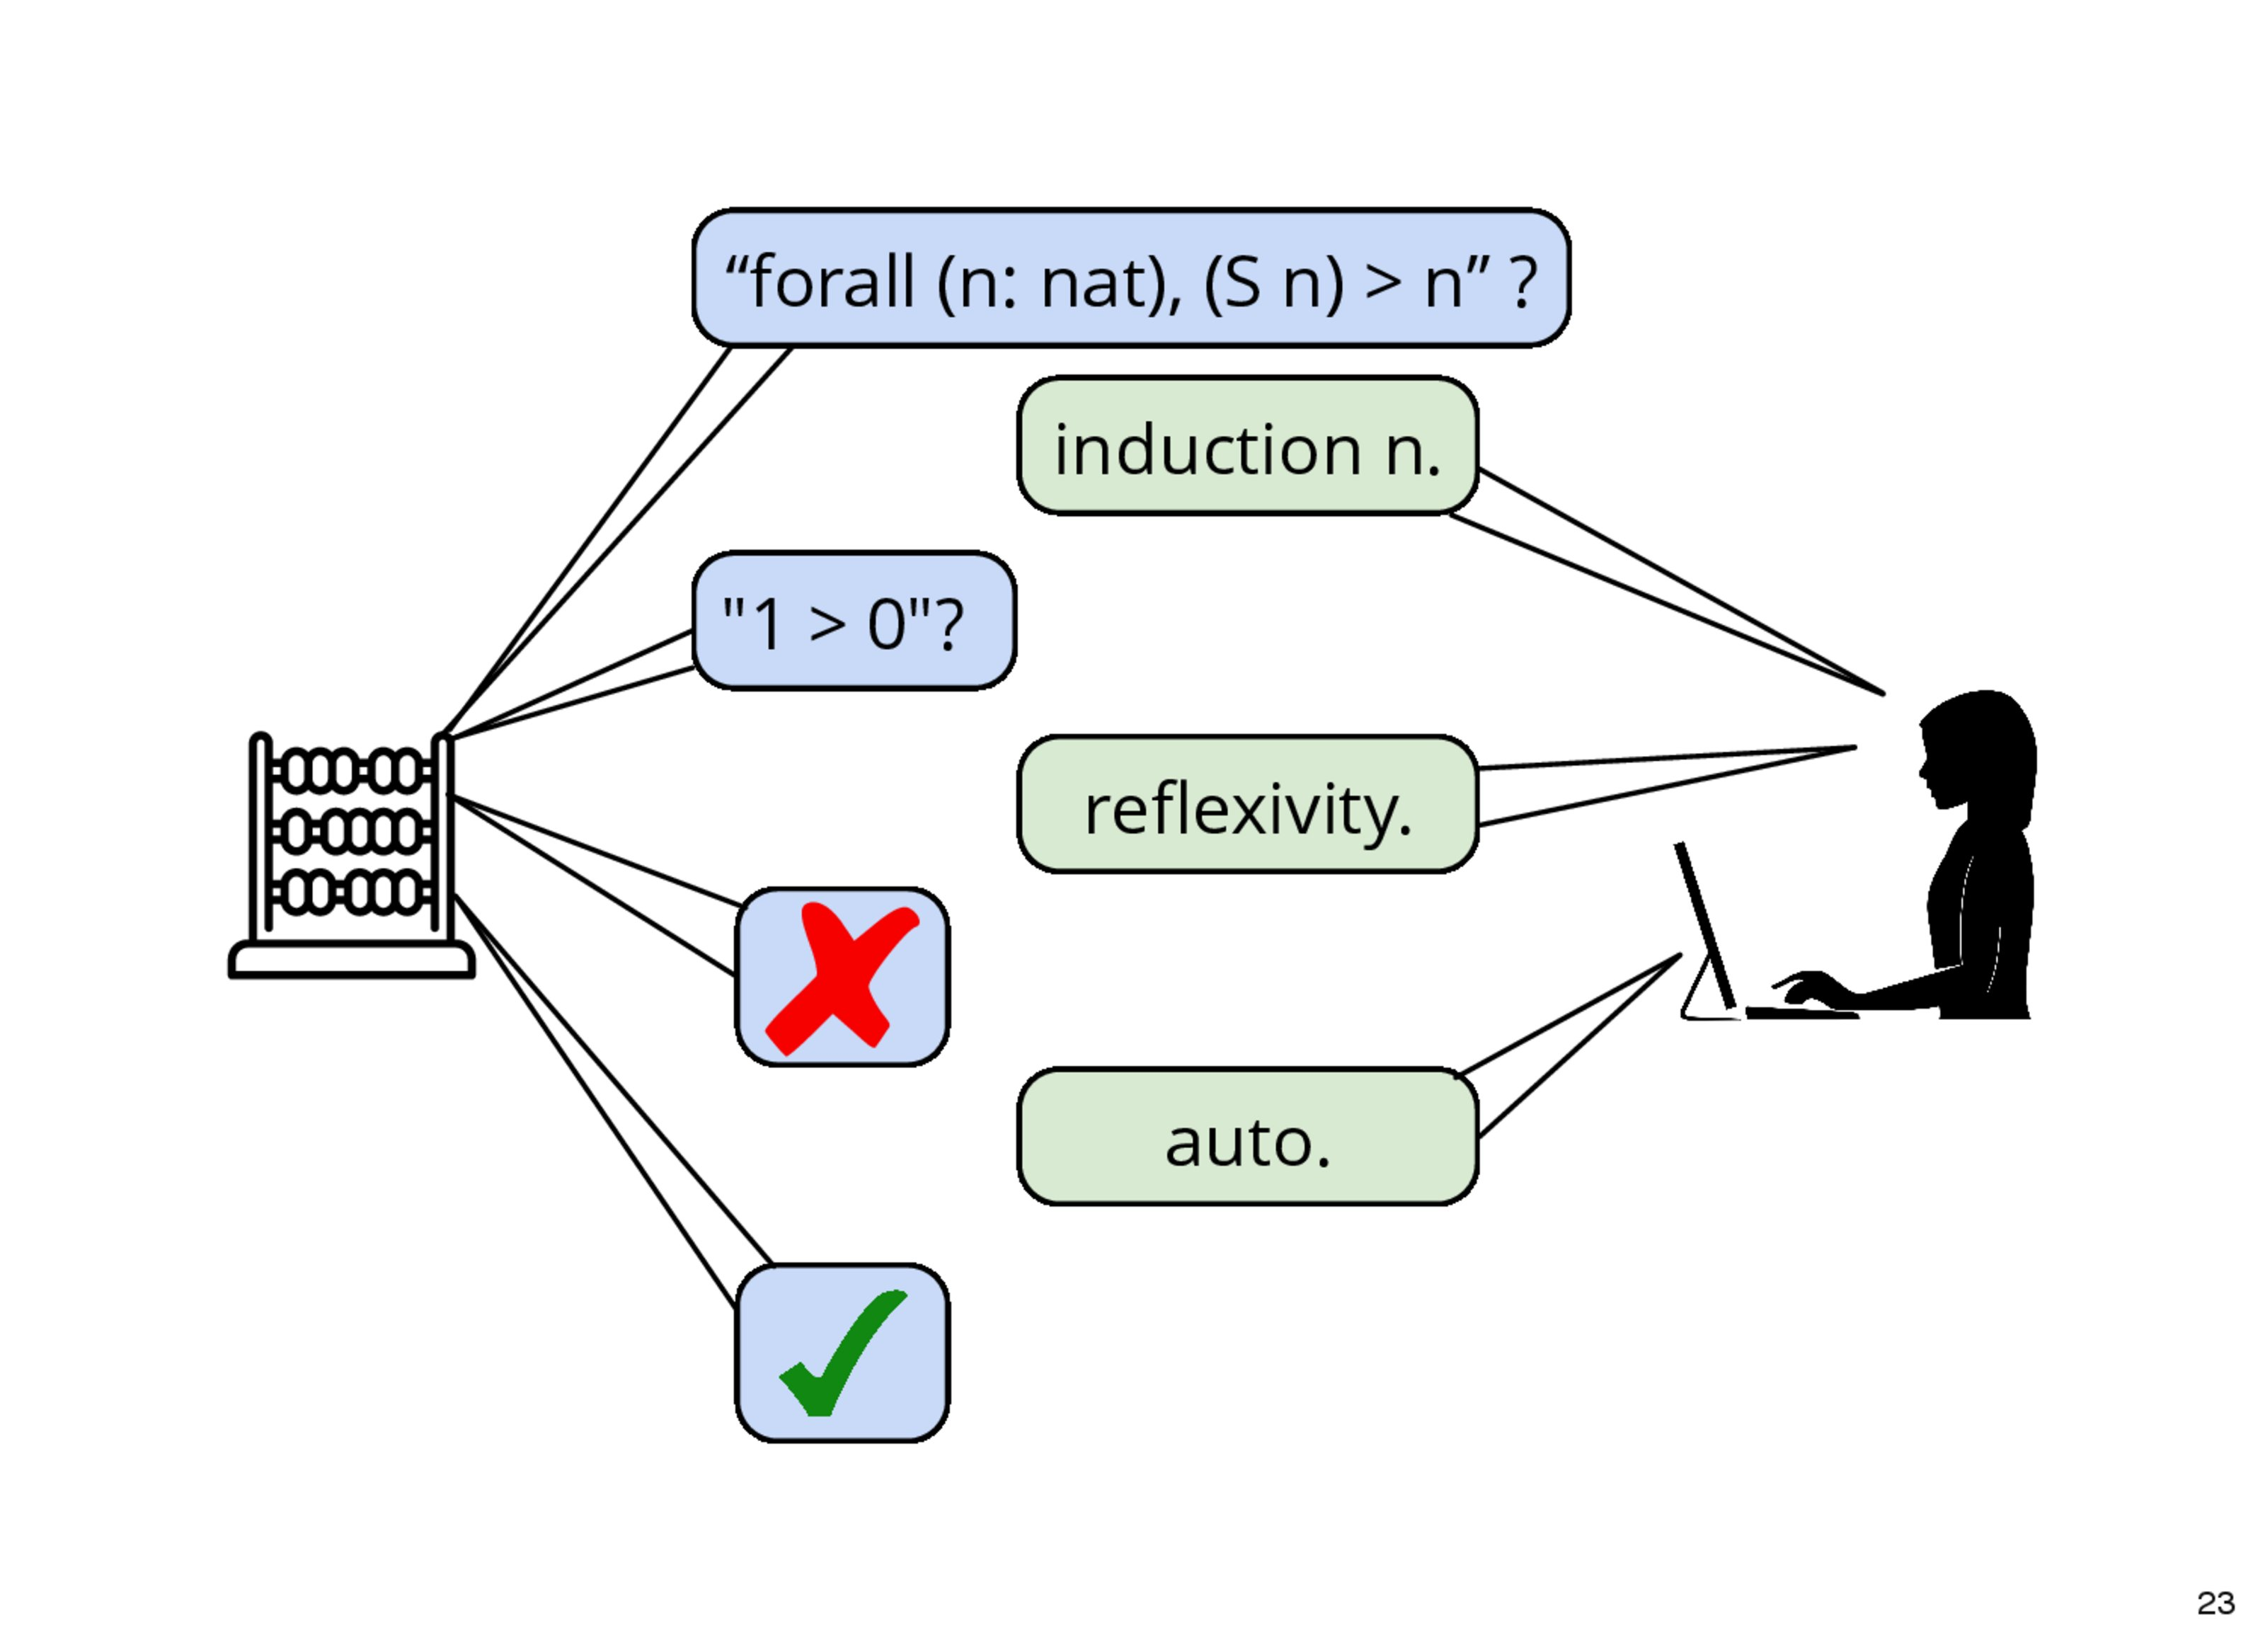 “forall (n: nat), (S n) > n” ?
induction n.
"1 > 0"?
reflexivity.
auto.
23